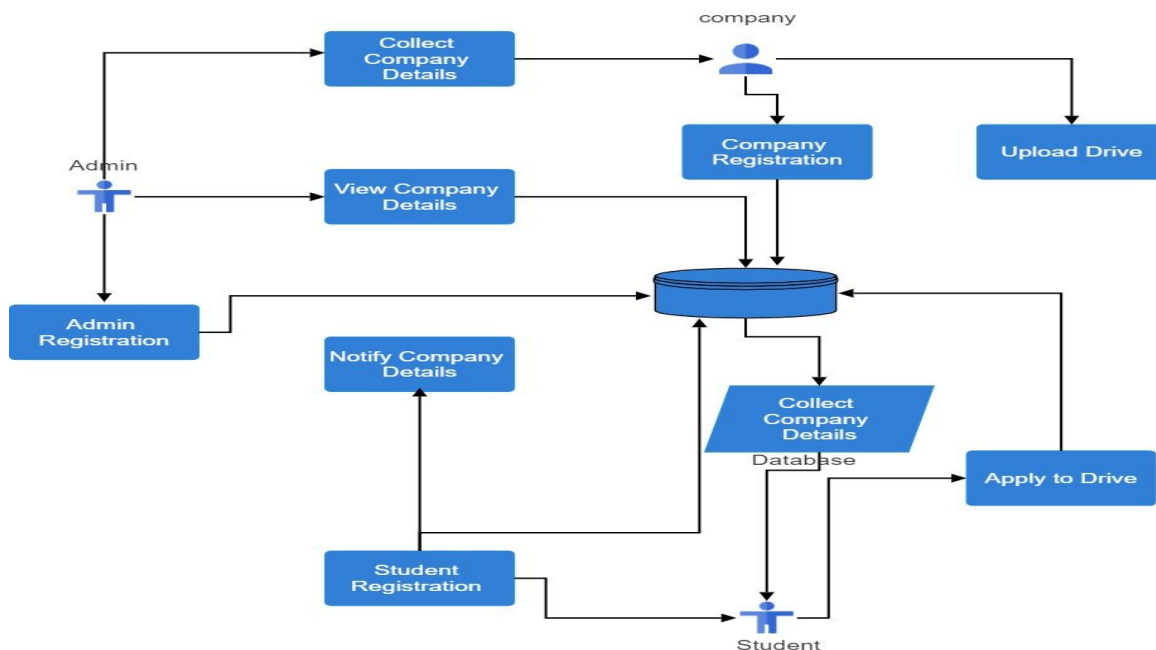 company
Collect
Company
Details
Company
Registration
Upload Drive
Admin
View Company
Details
Admin
Registration
Notify Company
Details
Collect
Company
Details
Database
Apply to Drive
Student
Registration
Student